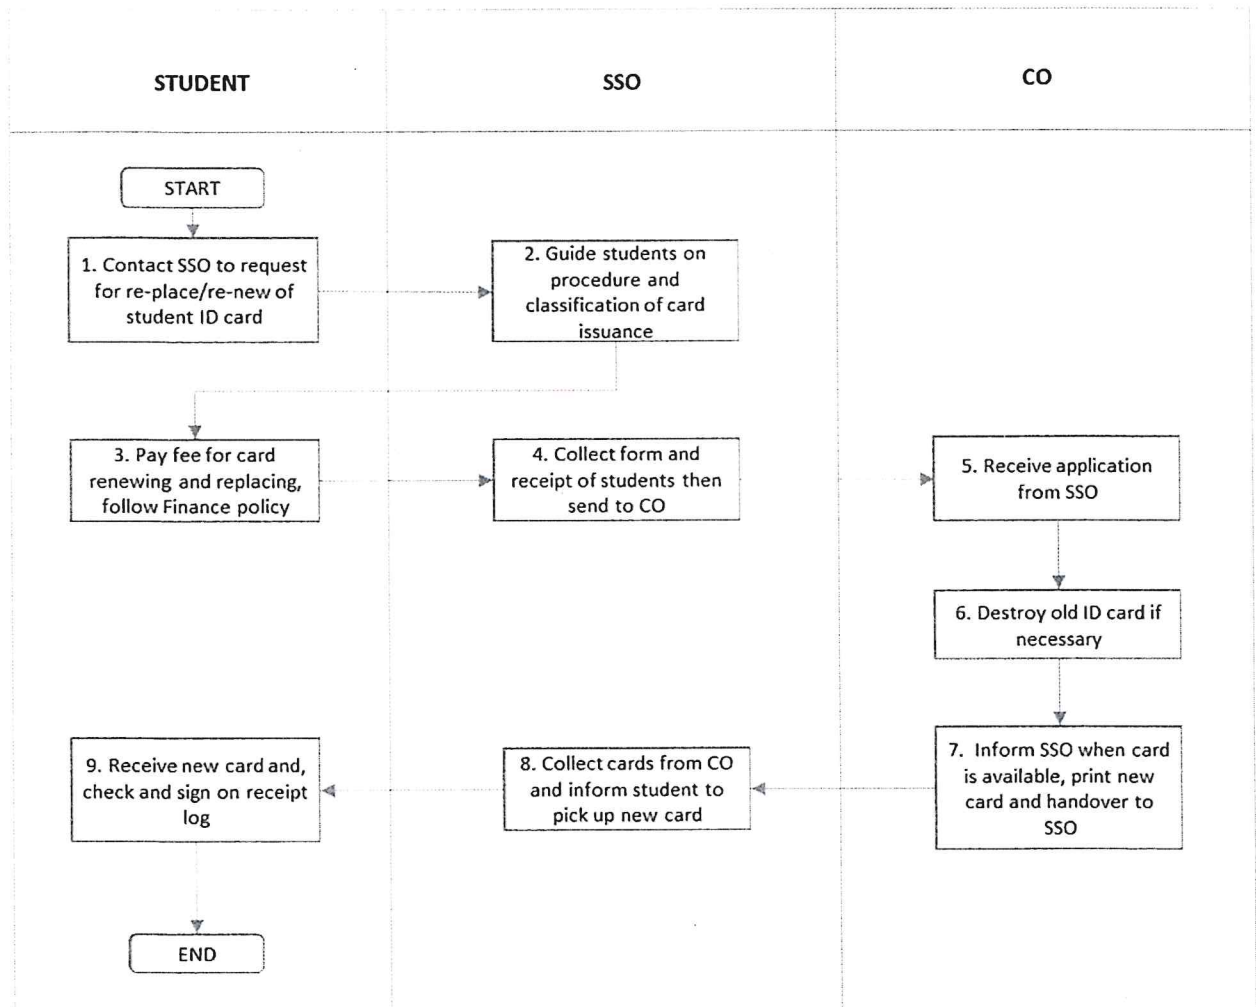 STUDENT
SSO
CO
START
1. Contact SSO to request
for re-place/re-new of
student ID card
2. Guide students on
procedure and
classification of card
issuance
3. Pay fee for card
renewing and replacing,
follow Finance policy
4. Collect form and
receipt of students then
send to CO
5. Receive application
from SSO
6. Destroy old ID card if
necessary
7. Inform SSO when card
is available, print new
card and handover to
SSO
8. Collect cards from CO
and inform student to
pick up new card
9. Receive new card and,
check and sign on receipt
log
END